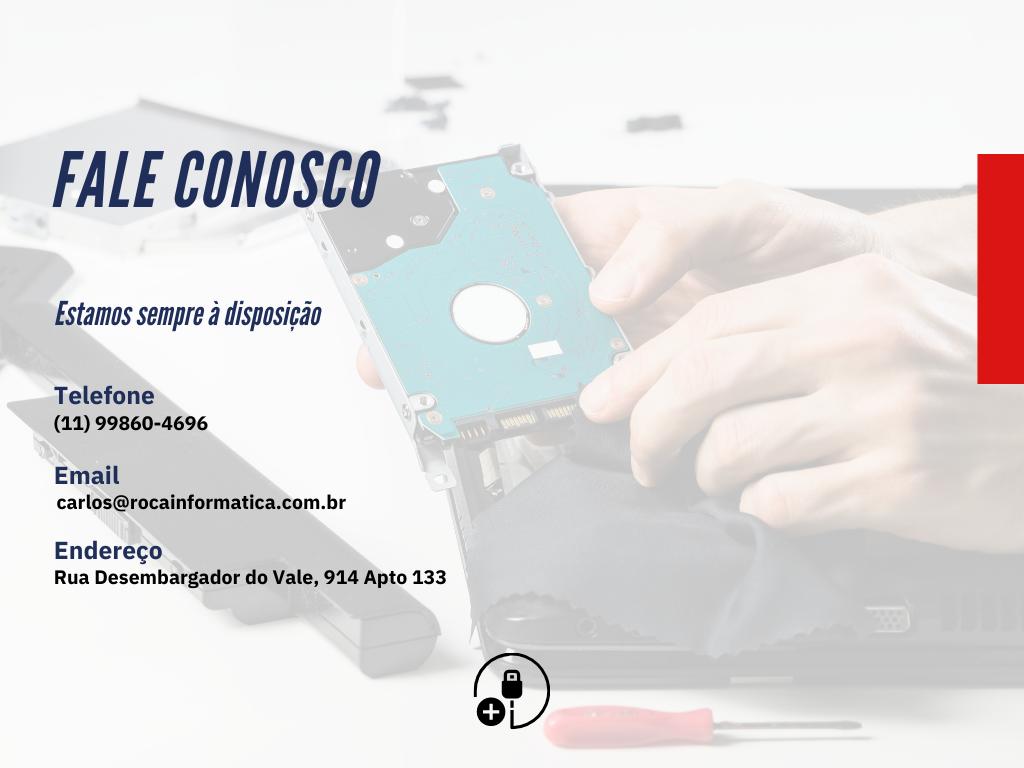 FALE CONOSCO
Estamos sempre à disposição
Telefone
(11) 99860-4696
Email
carlos@rocainformatica.com.br
Endereço
Rua Desembargador do Vale, 914 Apto 133